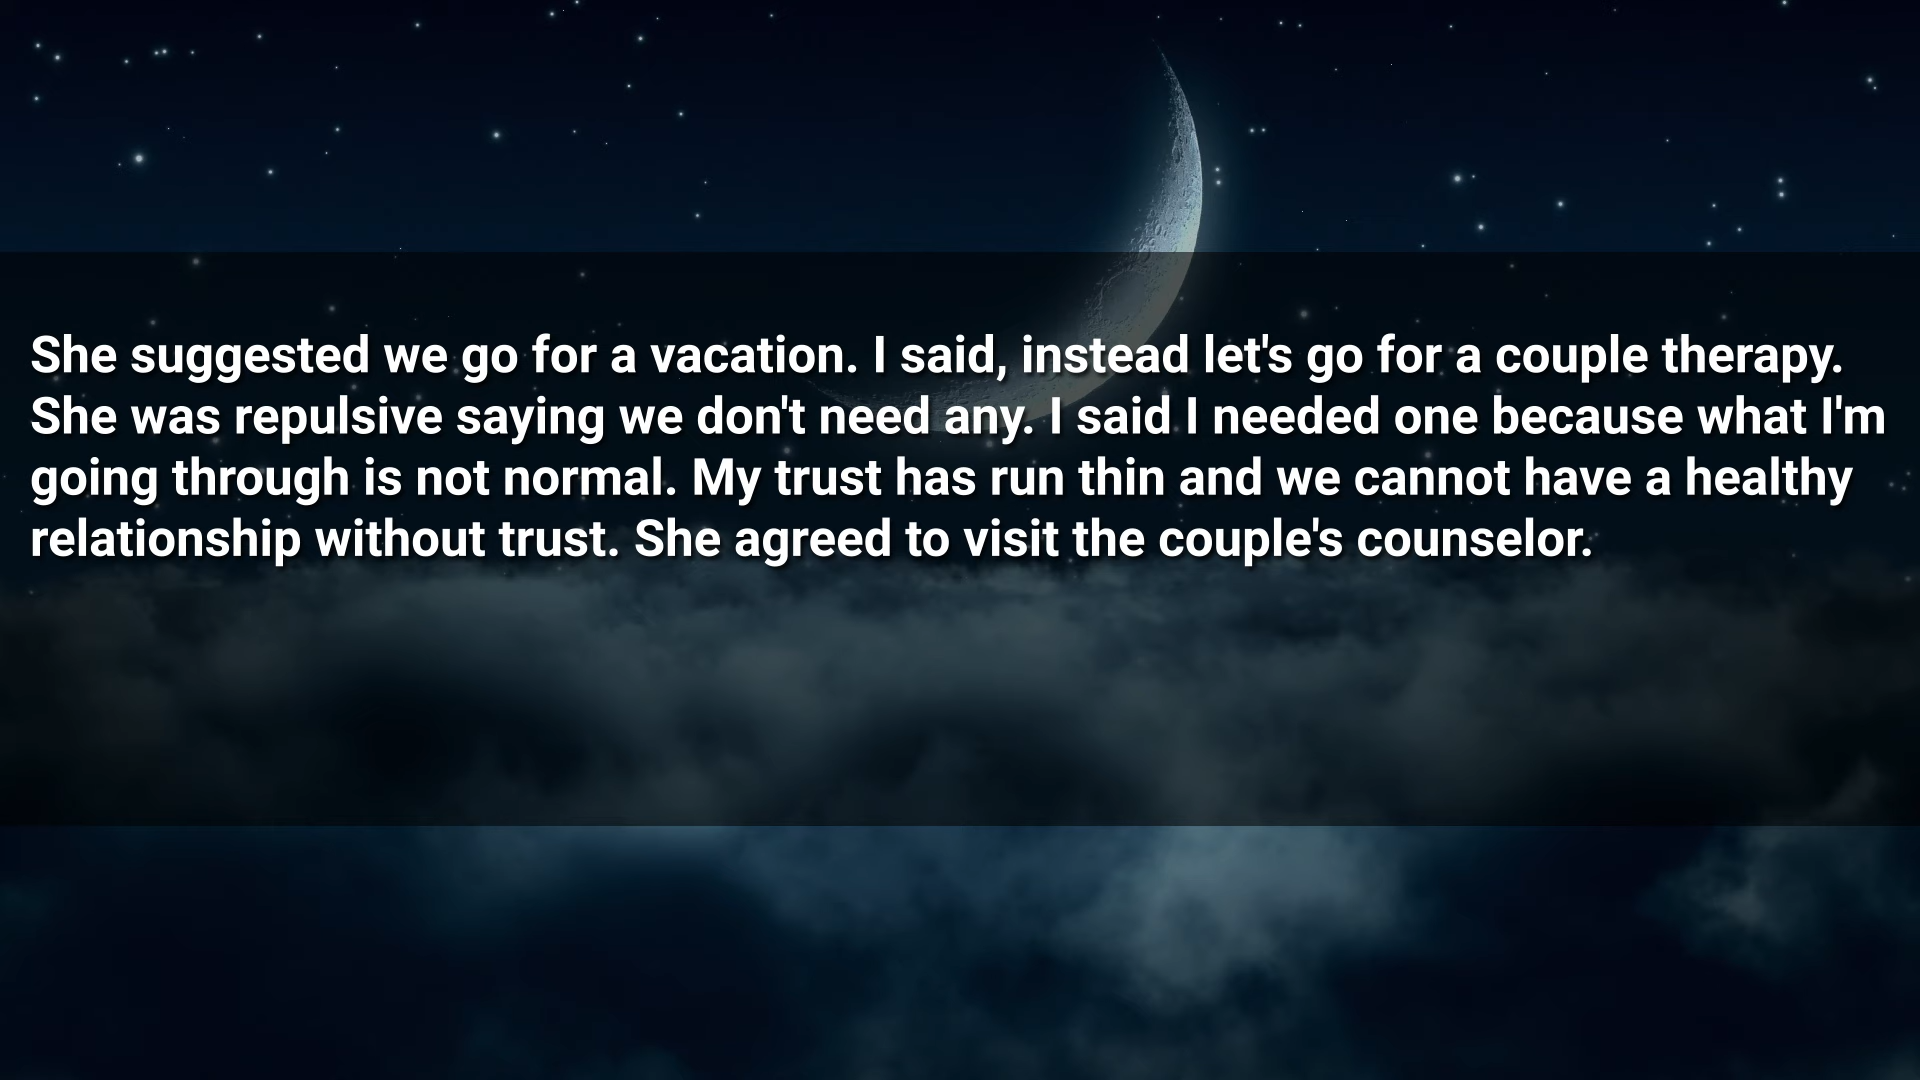 She suggested we go for a vacation. I said, instead let's go for a couple therapy.
She was repulsive saying we don't need any. I said I needed one because what I'm
going through is not normal. My trust has run thin and we cannot have a healthy
relationship without trust. She agreed to visit the couple's counselor.